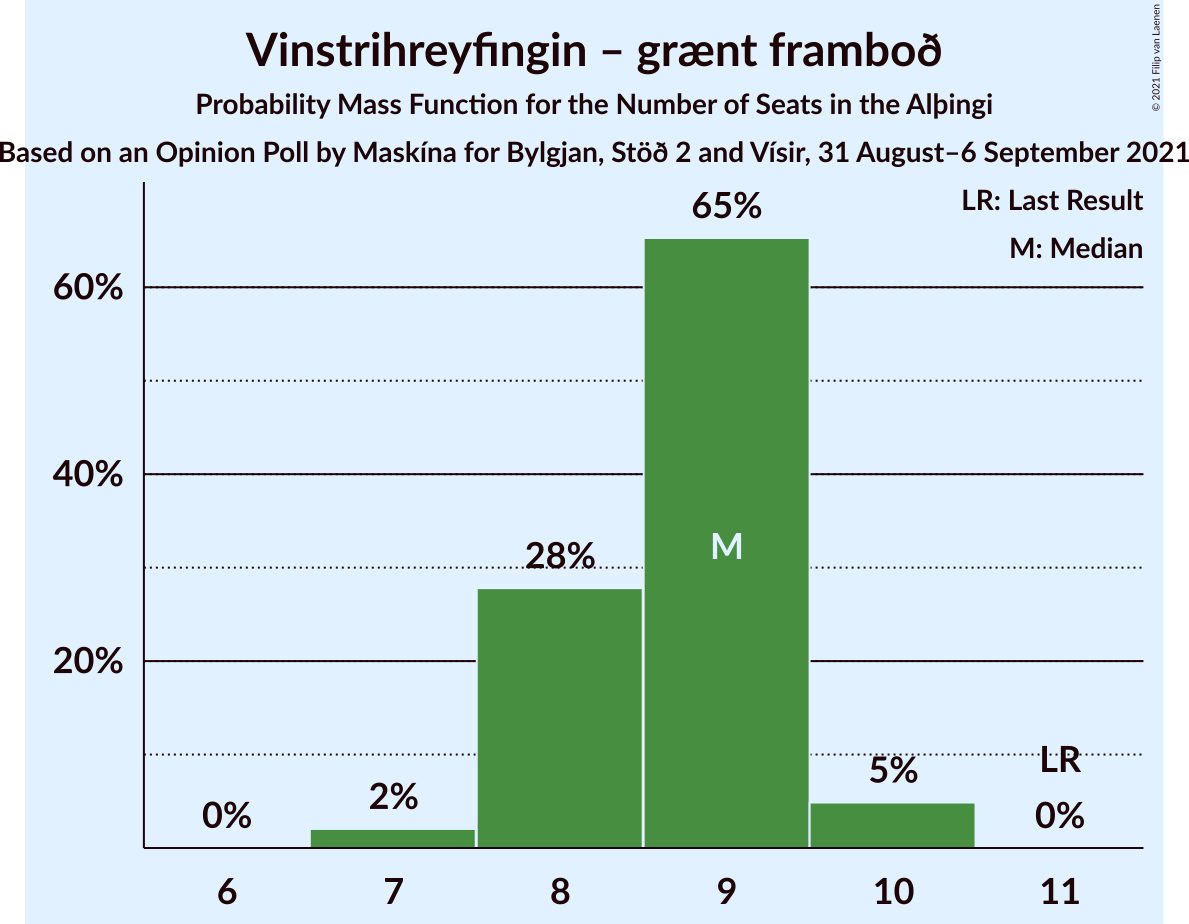 Vinstrihreyfingin – grænt framboð
Probability Mass Function for the Number of Seats in the Alþingi
Based on an Opinion Poll by Maskína for Bylgjan, Stöð 2 and Vísir, 31 August–6 September 2021
© 2021 Filip van Laenen
LR: Last Result
M: Median
65%
60%
40%
M
28%
20%
LR
5%
2%
0%
0%
6 7 8 9 10 11